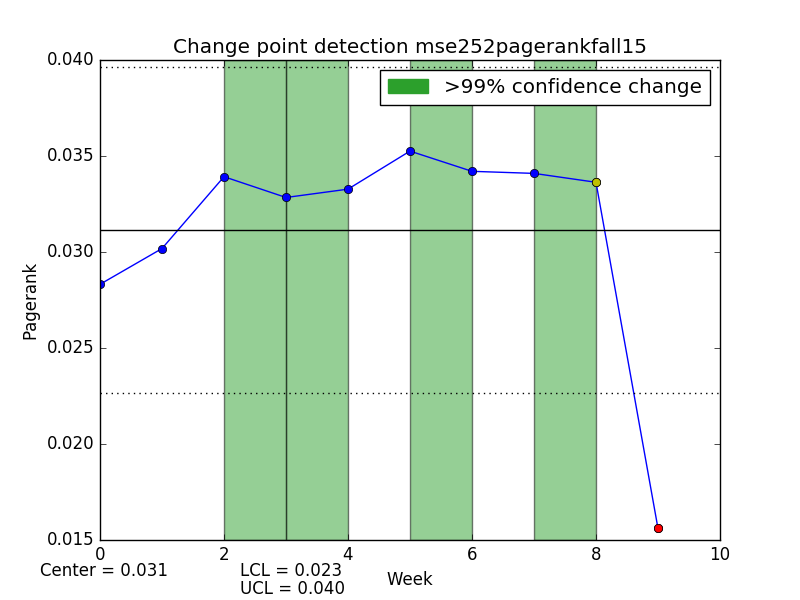 Change point detection mse252pagerankfall15
>99% confidence change
0.040
0.035
0.030
0.025
0.020
0.015
Pagerank
0 2 4 6 8 10
Center = 0.031 LCL = 0.023 Week
UCL = 0.040